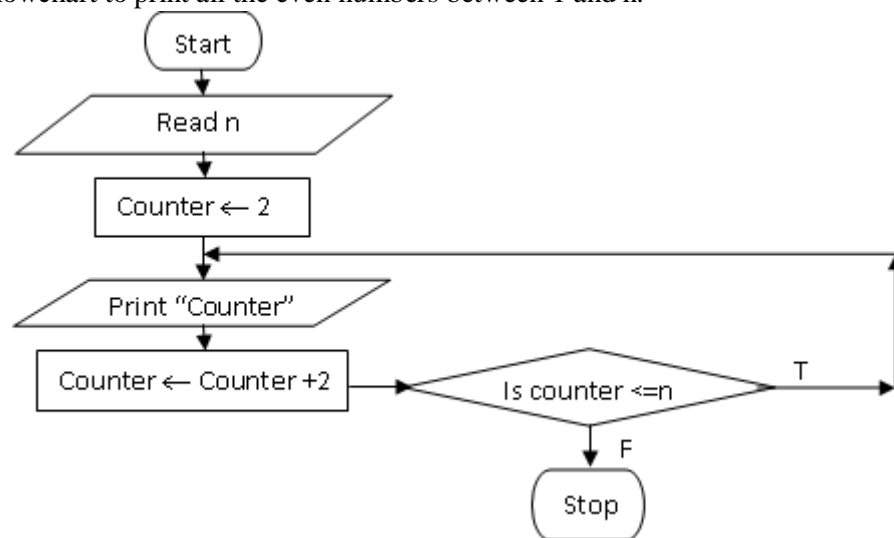 flowchart to print all the even numbers between 1 and n.
Start
Read n
Counter ← 2
Print “Counter”
Counter ← Counter +2
Is counter <=n
T
F
Stop